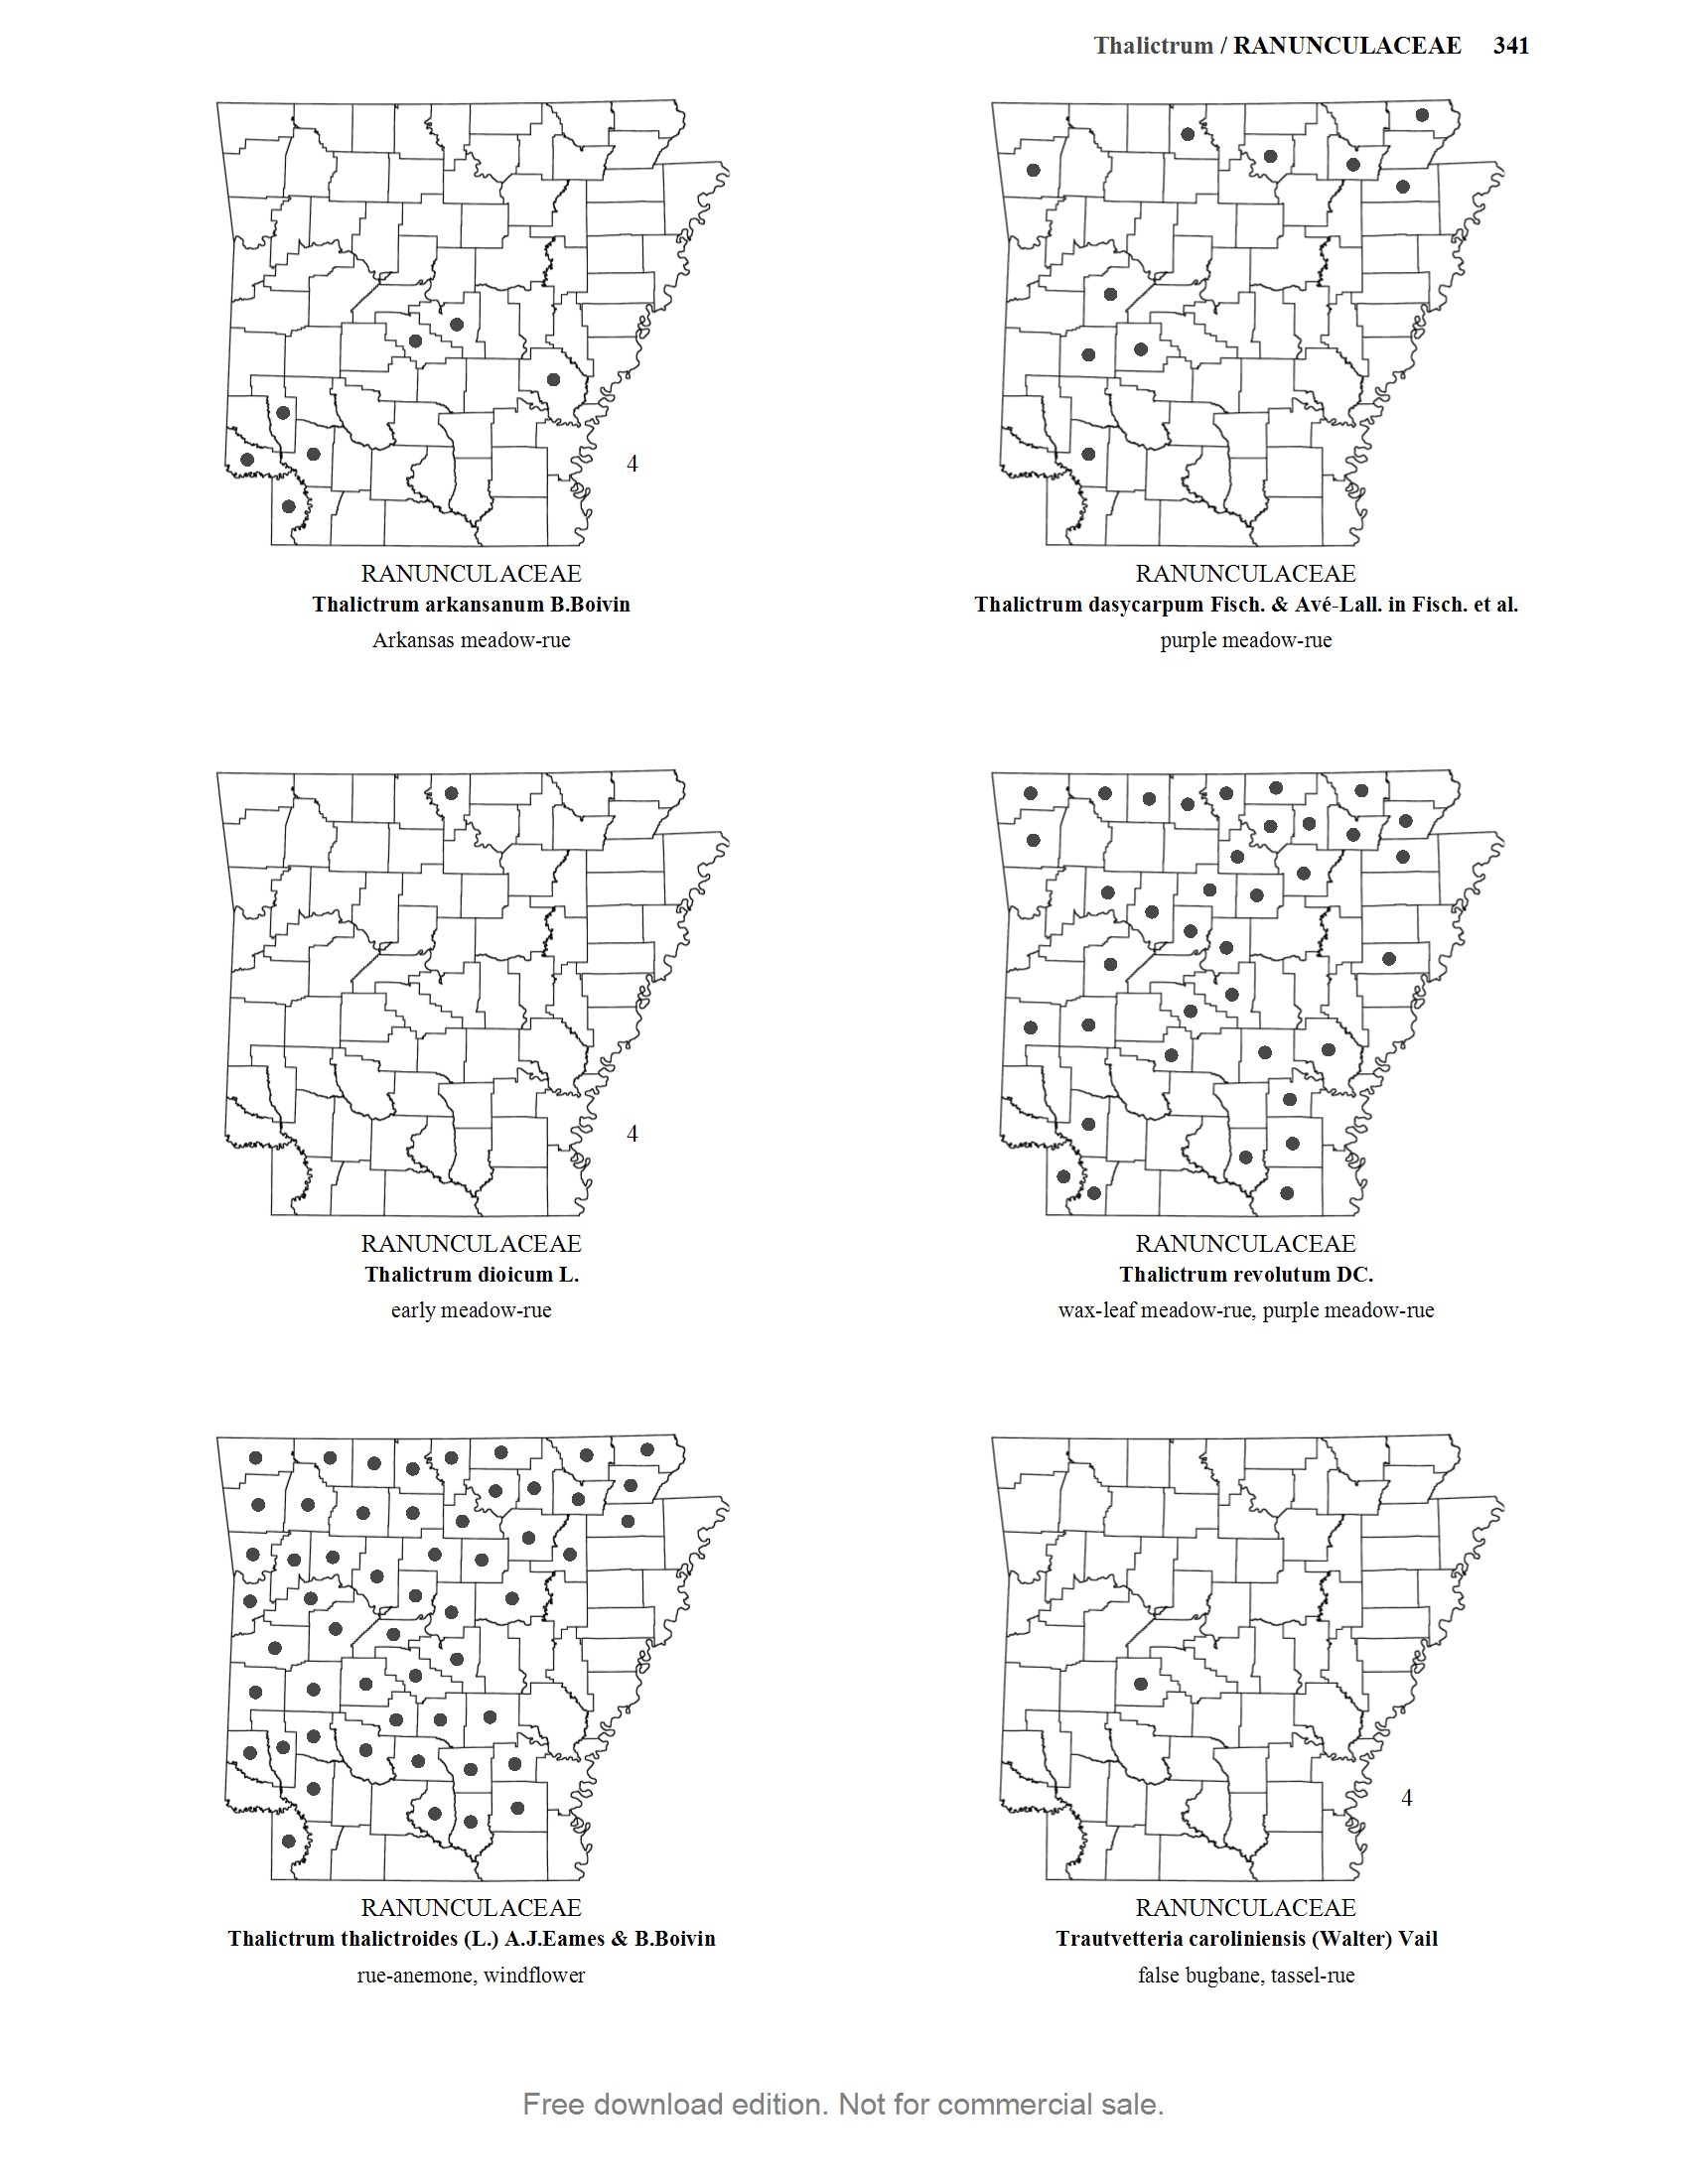 Thalictrum / RANUNCULACEAE 341
4
RANUNCULACEAE
Thalictrum arkansanum B.Boivin
Arkansas meadow-rue
RANUNCULACEAE
Thalictrum dasycarpum Fisch. & Avé-Lall. in Fisch. et al.
purple meadow-rue
4
RANUNCULACEAE
Thalictrum dioicum L.
early meadow-rue
RANUNCULACEAE
Thalictrum revolutum DC.
wax-leaf meadow-rue, purple meadow-rue
RANUNCULACEAE
Thalictrum thalictroides (L.) A.J.Eames & B.Boivin
rue-anemone, windflower
4
RANUNCULACEAE
Trautvetteria caroliniensis (Walter) Vail
false bugbane, tassel-rue
Free download edition. Not for commercial sale.